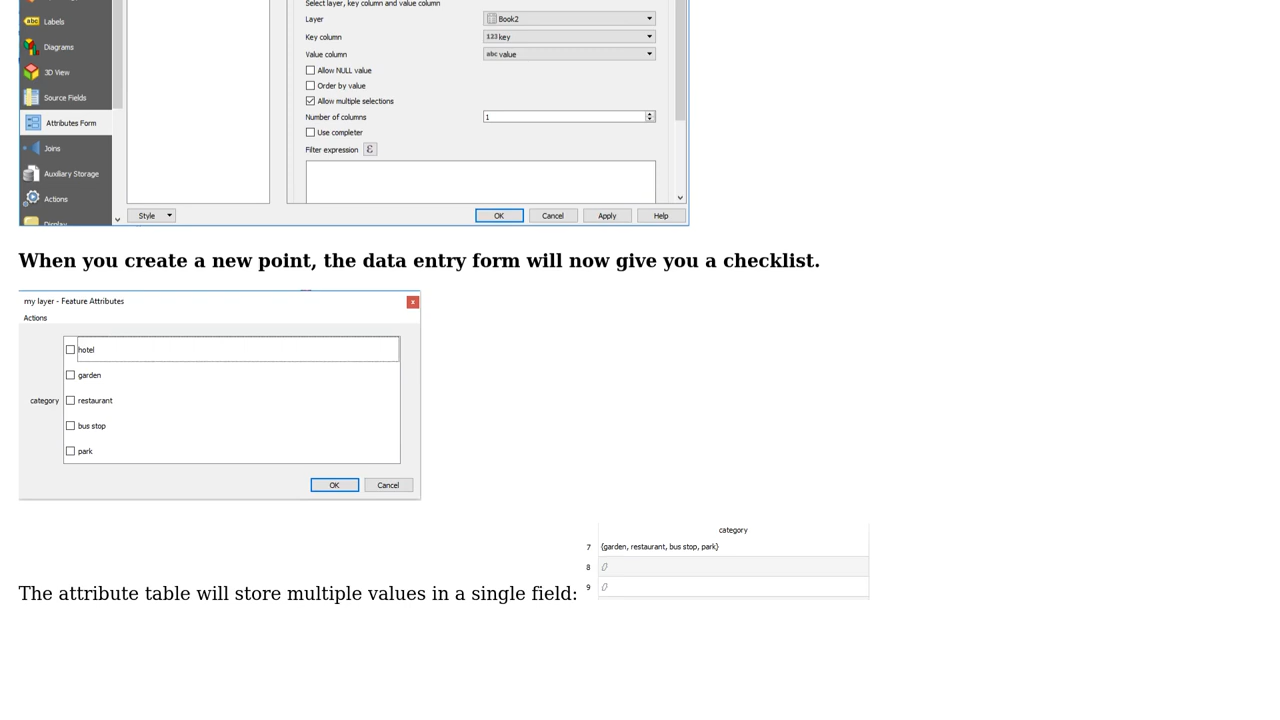 Select layer, key column and value column
Labels
Layer Book2
Key column 123 key
Diagrams
Value column abc value
3D View
Allow NULL value
Order by value
Source Fields
Allow multiple selections
Number of columns 1
Attributes Form
Use completer
Joins
Filter expression ε
Auxiliary Storage
Actions
Style
OK Cancel Apply Help
Display
When you create a new point, the data entry form will now give you a checklist.
my layer - Feature Attributes x
Actions
hotel
garden
category restaurant
bus stop
park
OK Cancel
category
7 {garden, restaurant, bus stop, park}
8 {}
9 {}
The attribute table will store multiple values in a single field: